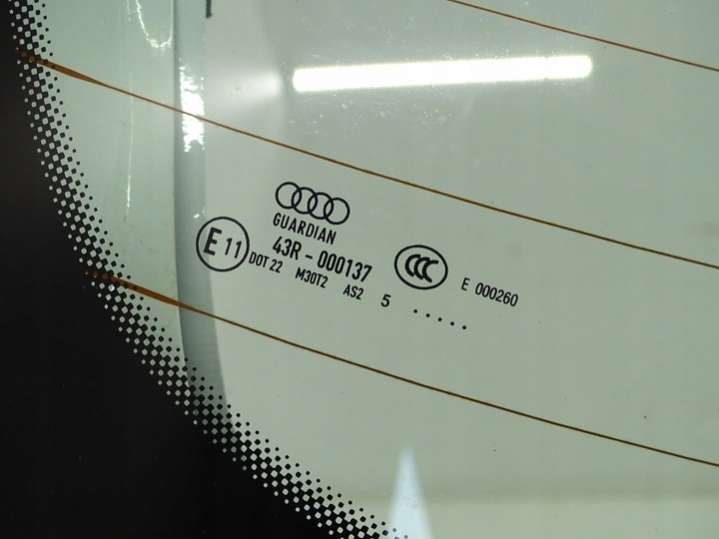 GUARDIAN
E 11
43R - 000137
DOT 22 M30T2 AS2 5 .....
CCC
E 000260